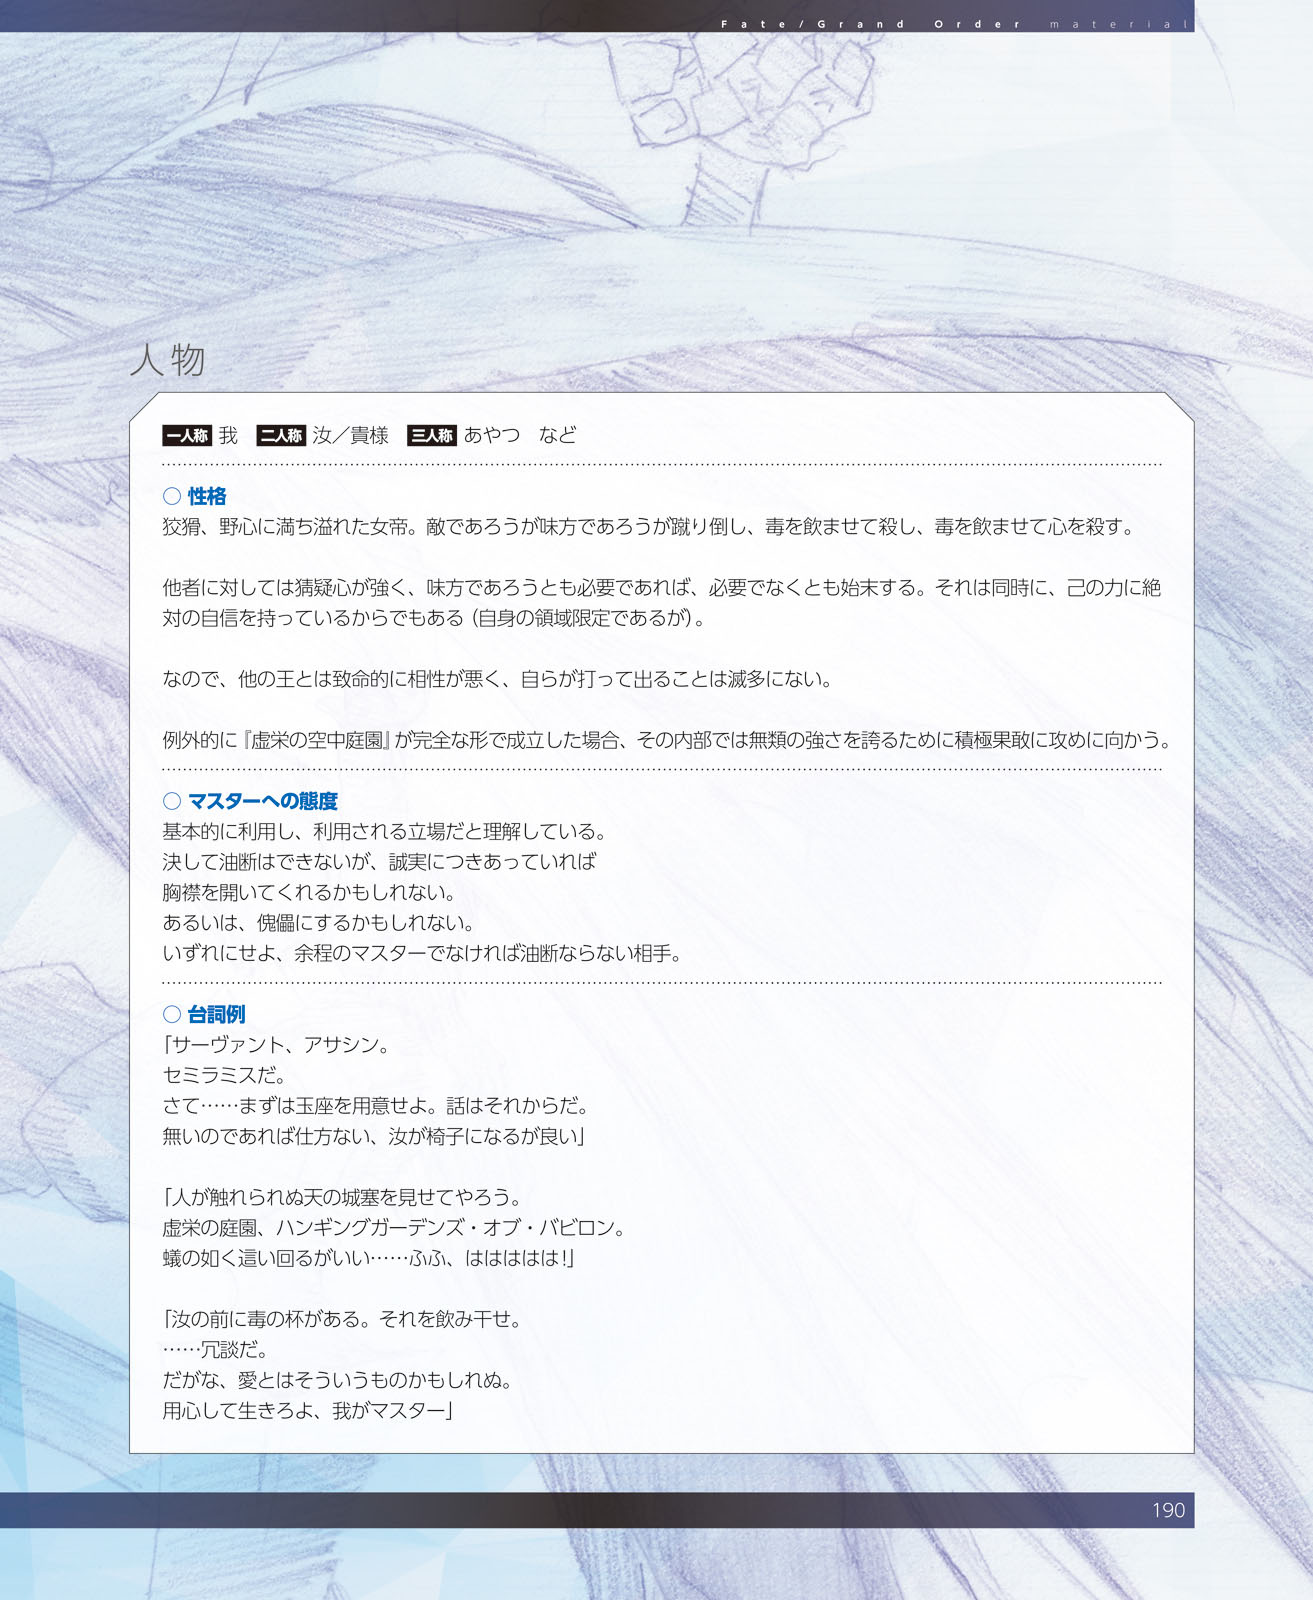 Fate/Grand Order material
人物
一人称 我 二人称 汝／貴様 三人称 あやつ など
○ 性格
狡猾、野心に満ち溢れた女帝。敵であろうが味方であろうが蹴り倒し、毒を飲ませて殺し、毒を飲ませて心を殺す。
他者に対しては猜疑心が強く、味方であろうとも必要であれば、必要でなくとも始末する。それは同時に、己の力に絶
対の自信を持っているからでもある（自身の領域限定であるが）。
なので、他の王とは致命的に相性が悪く、自らが打って出ることは滅多にない。
例外的に『虚栄の空中庭園』が完全な形で成立した場合、その内部では無類の強さを誇るために積極果敢に攻めに向かう。
○ マスターへの態度
基本的に利用し、利用される立場だと理解している。
決して油断はできないが、誠実につきあっていれば
胸襟を開いてくれるかもしれない。
あるいは、傀儡にするかもしれない。
いずれにせよ、余程のマスターでなければ油断ならない相手。
○ 台詞例
「サーヴァント、アサシン。
セミラミスだ。
さて……まずは玉座を用意せよ。話はそれからだ。
無いのであれば仕方ない、汝が椅子になるが良い」
「人が触れられぬ天の城塞を見せてやろう。
虚栄の庭園、ハンギングガーデンズ・オブ・バビロン。
蟻の如く這い回るがいい……ふふ、ははははは！」
「汝の前に毒の杯がある。それを飲み干せ。
……冗談だ。
だがな、愛とはそういうものかもしれぬ。
用心して生きろよ、我がマスター」
190